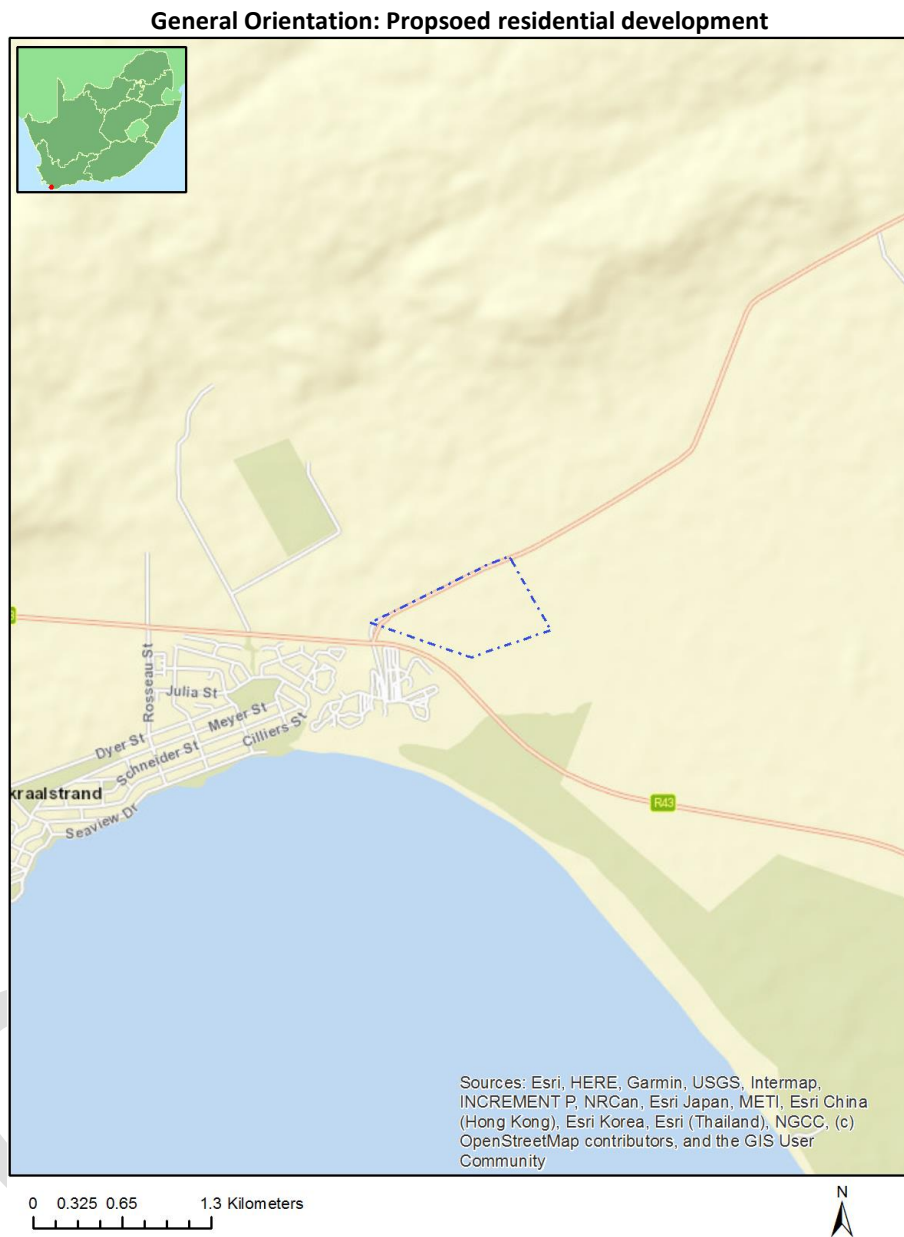 General Orientation: Propsoed residential development
Rosseau St
Julia St
Meyer St
Dyer St
Schneider St
Cilliers St
kraalstrand
Seaview Dr
R43
Sources: Esri, HERE, Garmin, USGS, Intermap,
INCREMENT P, NRCan, Esri Japan, METI, Esri China
(Hong Kong), Esri Korea, Esri (Thailand), NGCC, (c)
OpenStreetMap contributors, and the GIS User
Community
0 0.325 0.65 1.3 Kilometers
N